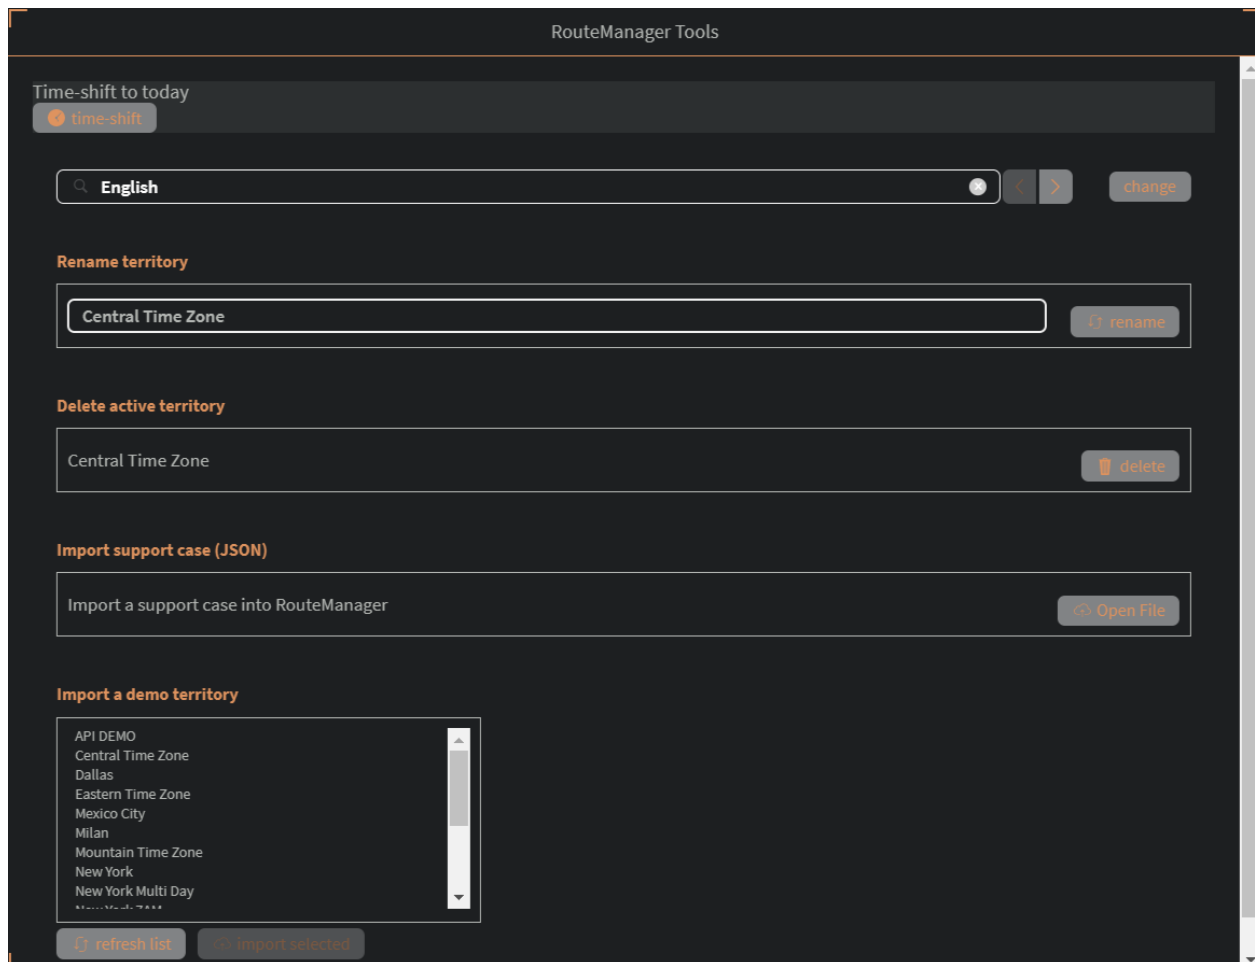 RouteManager Tools
Time-shift to today
time-shift
English
change
Rename territory
Central Time Zone
rename
Delete active territory
Central Time Zone
delete
Import support case (JSON)
Import a support case into RouteManager
Open File
Import a demo territory
API DEMO
Central Time Zone
Dallas
Eastern Time Zone
Mexico City
Milan
Mountain Time Zone
New York
New York Multi Day
New York 7AM
refresh list
import selected